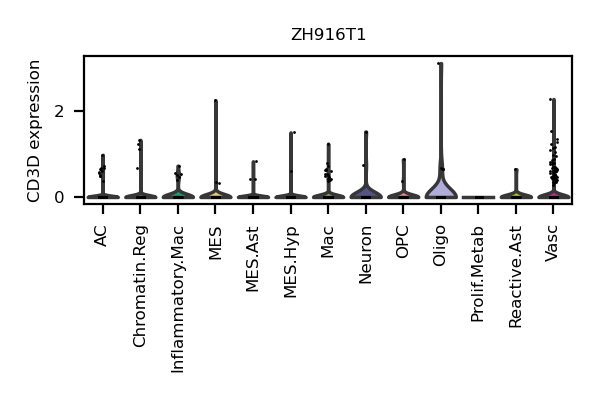 ZH916T1
CD3D expression
2
0
AC
Chromatin.Reg
Inflammatory.Mac
MES
MES.Ast
MES.Hyp
Mac
Neuron
OPC
Oligo
Prolif.Metab
Reactive.Ast
Vasc